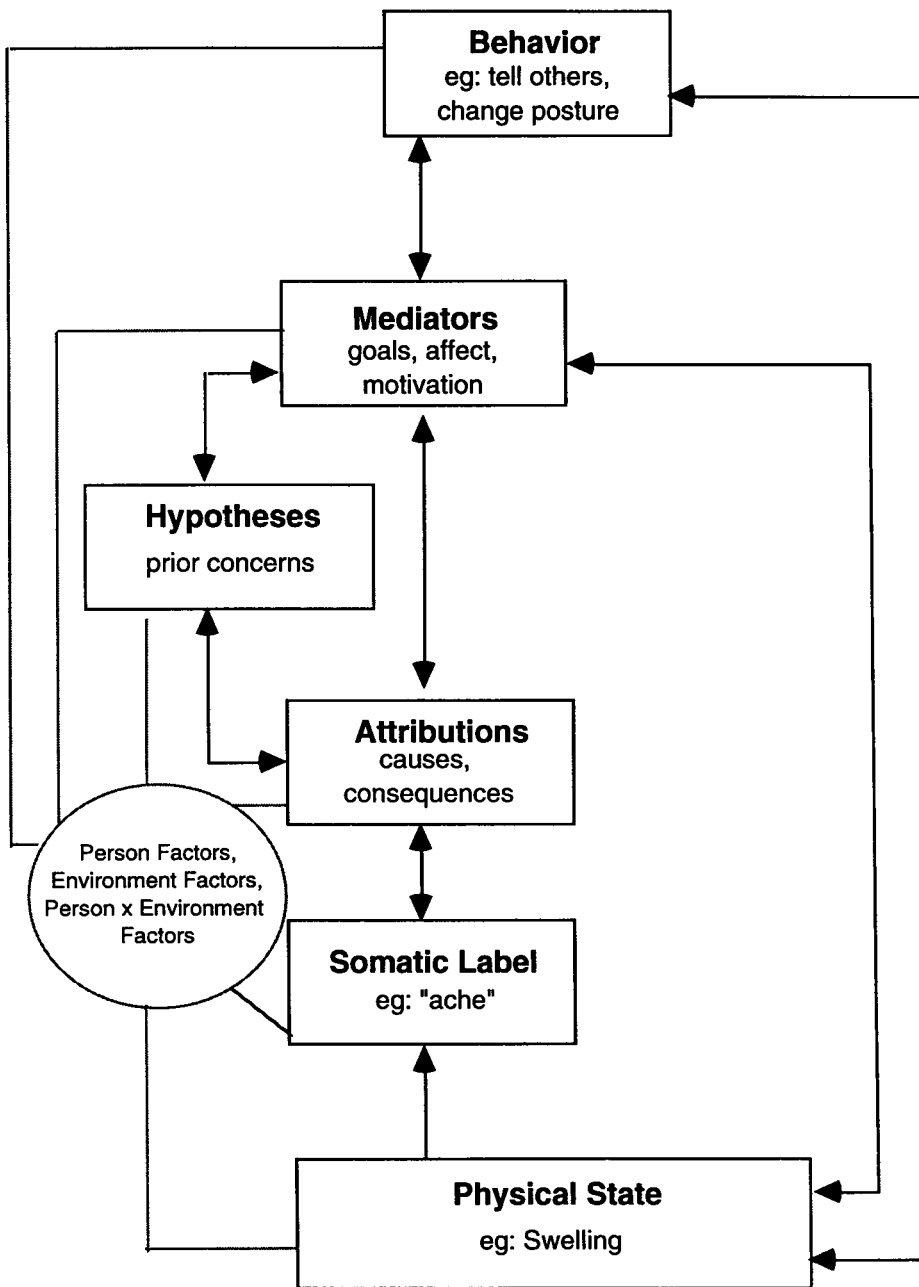 Behavior
eg: tell others,
change posture
Mediators
goals, affect,
motivation
Hypotheses
prior concerns
Attributions
causes,
consequences
Person Factors,
Environment Factors,
Person x Environment
Factors
Somatic Label
eg: "ache"
Physical State
eg: Swelling